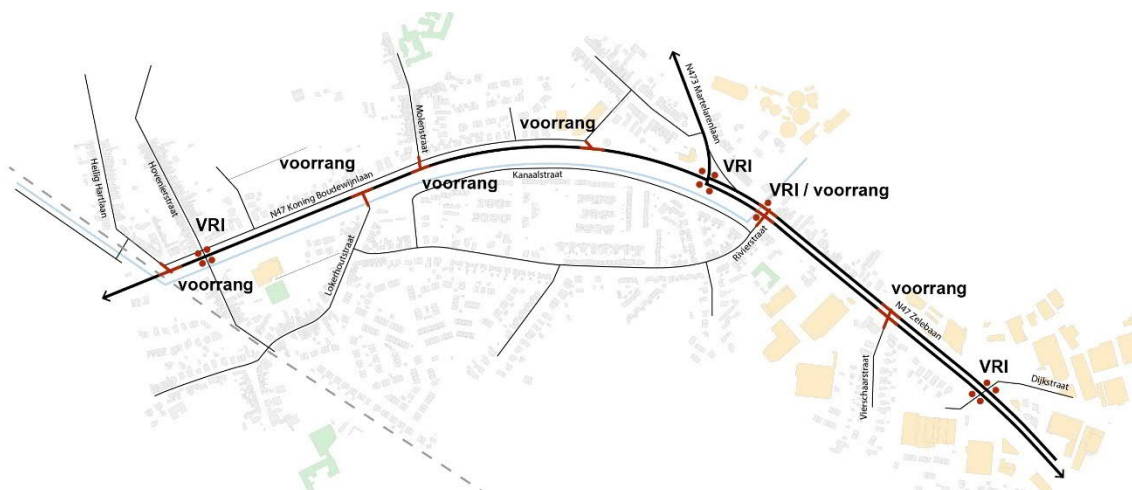 Heilig Hartlaan
Hovenierstraat
VRI
voorrang
voorrang
N47 Koning Boudewijnlaan
Molenstraat
voorrang
Lokerhoutstraat
Kanaalstraat
voorrang
N473 Martelarenlaan
VRI
VRI / voorrang
Rivierstraat
voorrang
N47 Zelebaan
Vierschaarstraat
VRI
Dijkstraat